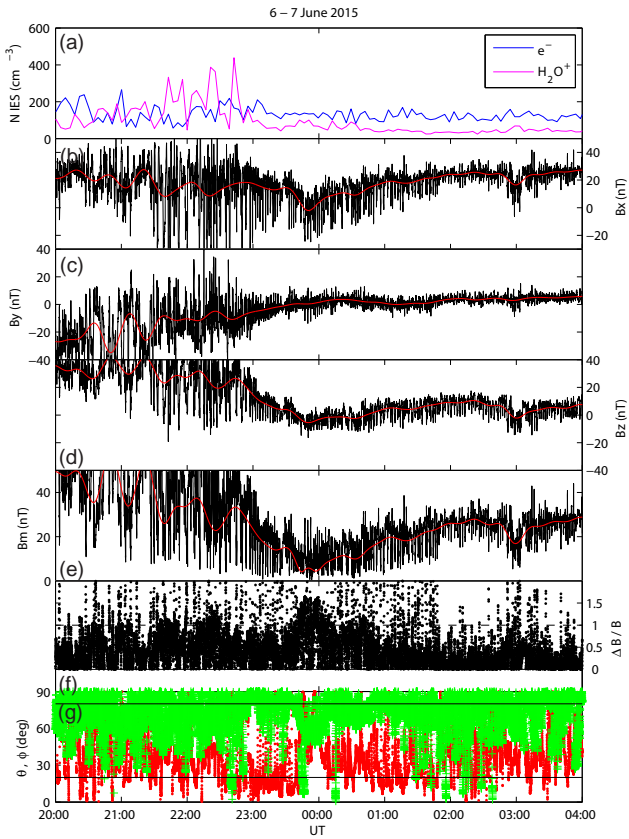 6 – 7 June 2015
600
(a)
e−
H2O+
400
N IES (cm−3)
200
0
(b)
40
20
0
−20
Bx (nT)
40
(c)
20
0
−20
−40
By (nT)
40
20
0
−20
−40
Bz (nT)
(d)
40
20
0
Bm (nT)
(e)
1.5
1
0.5
0
Δ B / B
(f)
90
(g)
60
30
0
θ , φ (deg)
20:00 21:00 22:00 23:00 00:00 01:00 02:00 03:00 04:00
UT